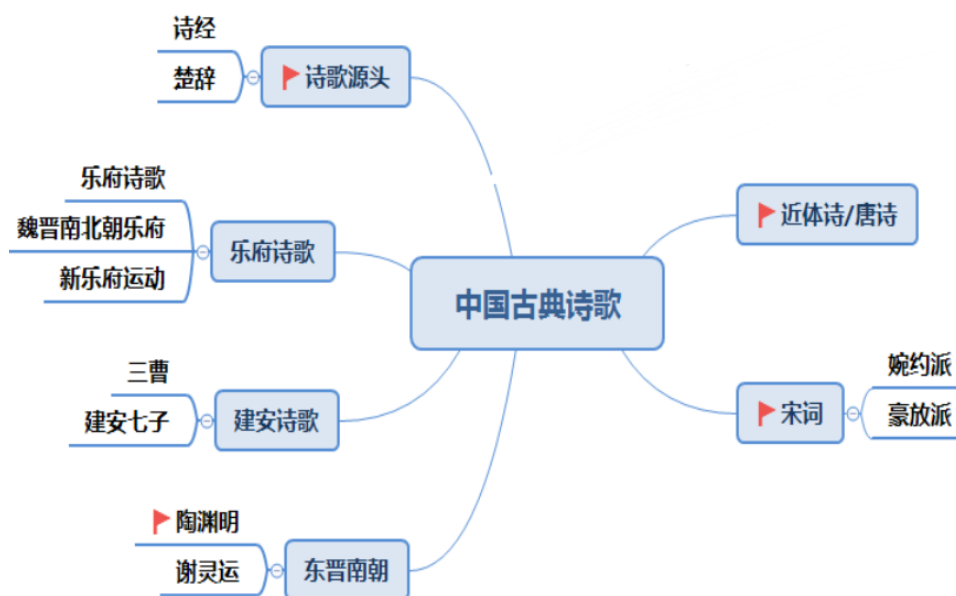 诗经
楚辞
诗歌源头
乐府诗歌
魏晋南北朝乐府
新乐府运动
乐府诗歌
三曹
建安七子
建安诗歌
陶渊明
谢灵运
东晋南朝
中国古典诗歌
近体诗/唐诗
宋词
婉约派
豪放派